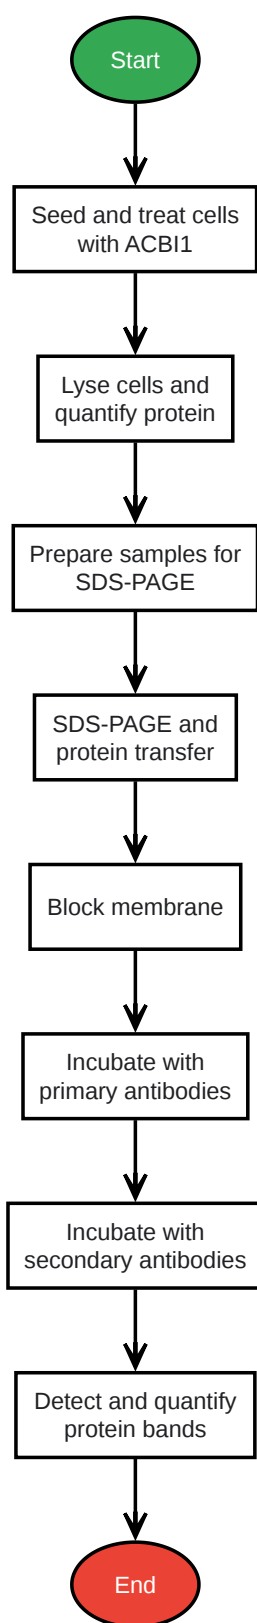 Start
Seed and treat cells
with ACBI1
Lyse cells and
quantify protein
Prepare samples for
SDS-PAGE
SDS-PAGE and
protein transfer
Block membrane
Incubate with
primary antibodies
Incubate with
secondary antibodies
Detect and quantify
protein bands
End